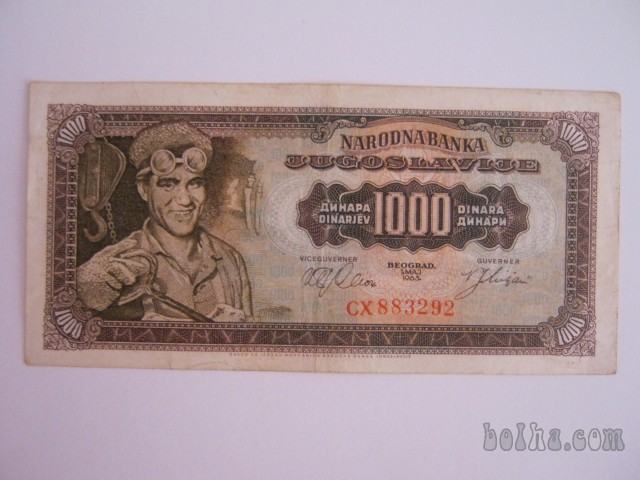 1000
1000
NARODNA BANKA
JUGOSLAVIJE
ДИНАРА
DINARJEV
1000
DINARA
ДИНАРИ
VICEGUVERNER
BEOGRAD,
1.MAJ
1963.
GUVERNER
CX 883292
1000
1000
bolha.com